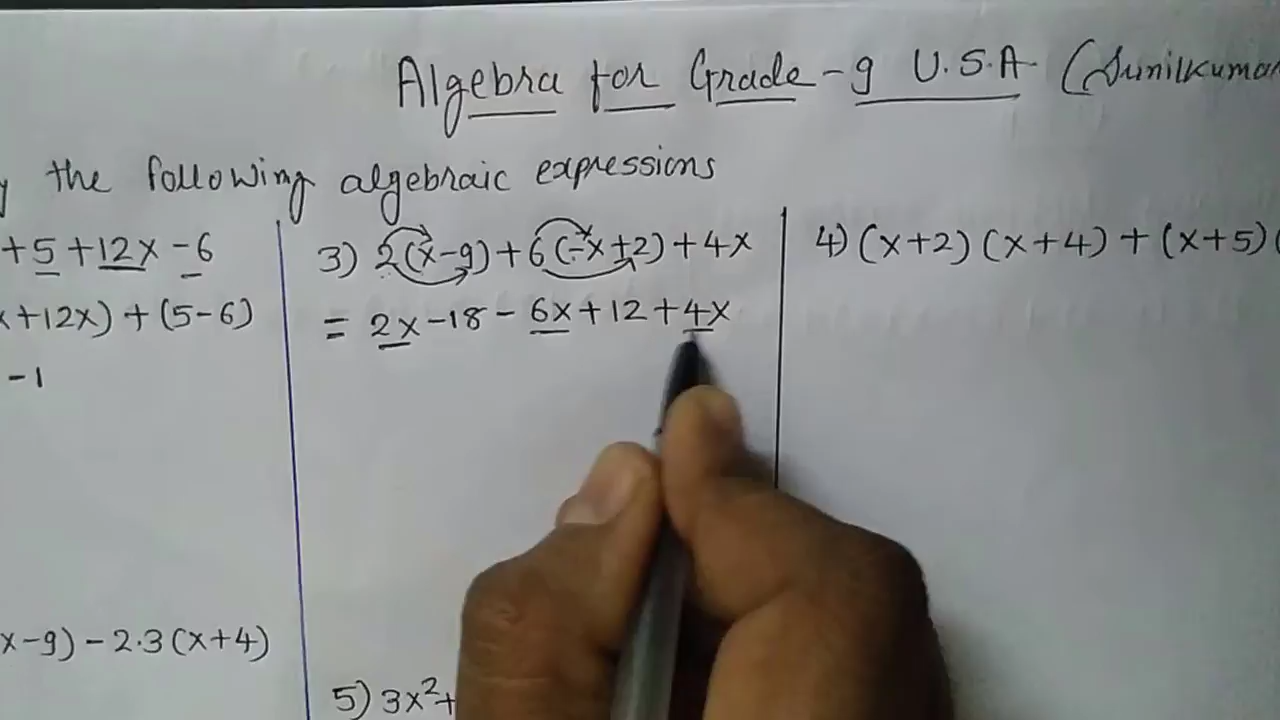 Algebra for Grade-9 U.S.A (Sunilkumar
the following algebraic expressions
+5 +12x -6
x+12x) + (5-6)
-1
3) 2(x-9)+6(-x+2)+4x
= 2x-18-6x+12+4x
4) (x+2)(x+4)+(x+5)(
x-9)-2.3(x+4)
5) 3x²+